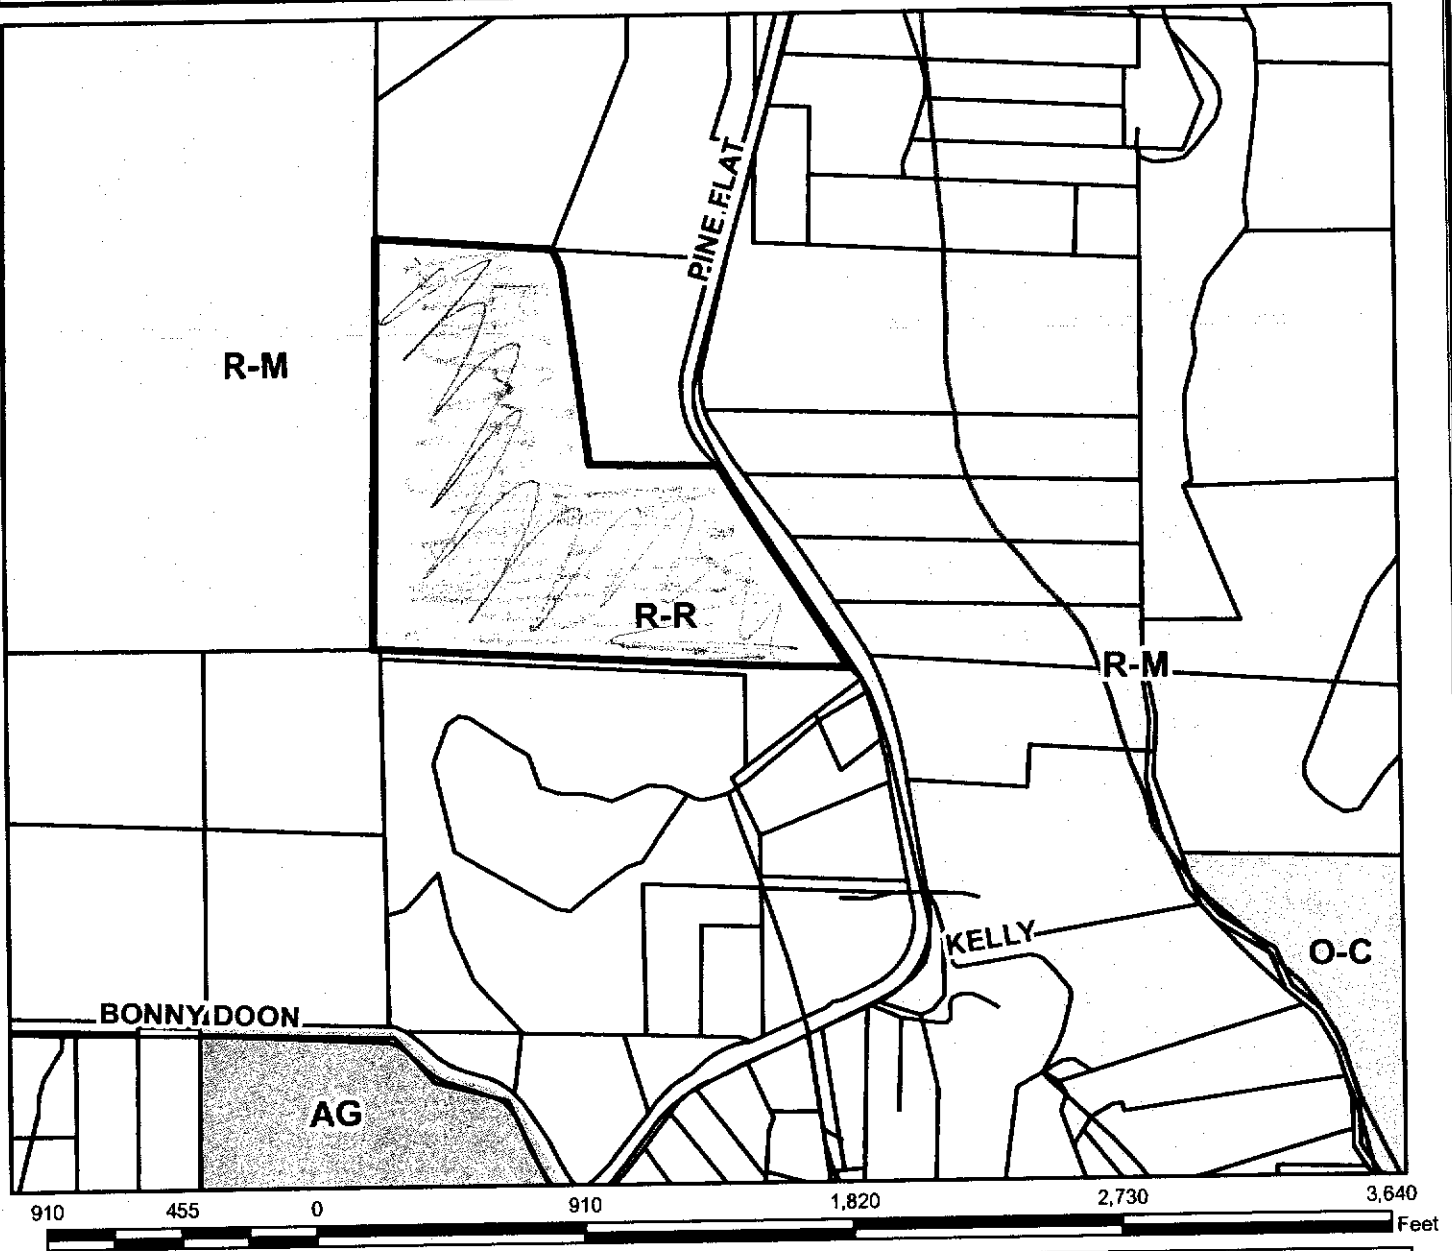 PINE FLAT
R-M
R-R
R-M
KELLY
O-C
BONNY DOON
AG
910 455 0 910 1,820 2,730 3,640
Feet